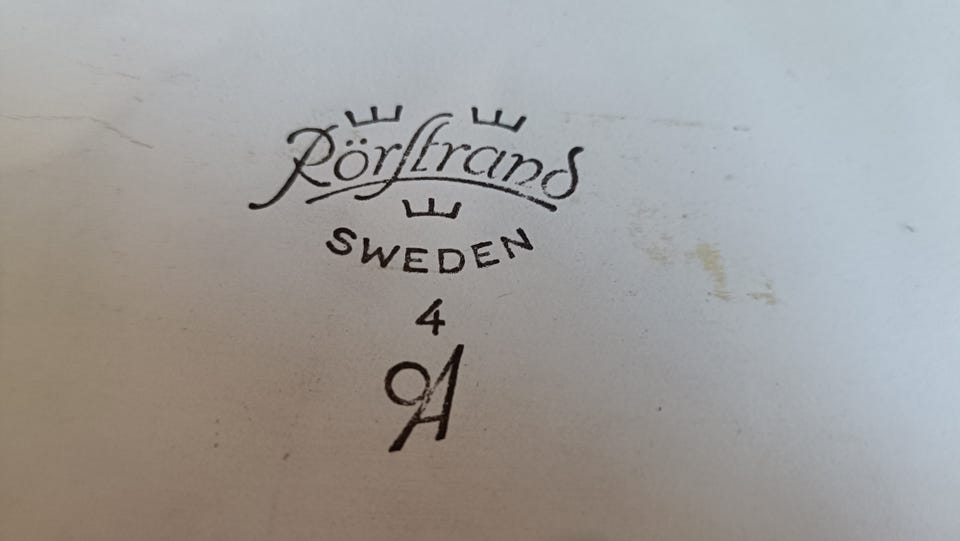 Rörstrand
SWEDEN
4
A